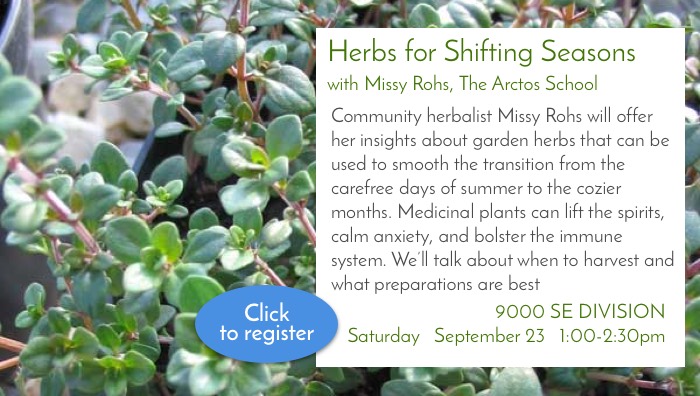 Herbs for Shifting Seasons
with Missy Rohs, The Arctos School
Community herbalist Missy Rohs will offer
her insights about garden herbs that can be
used to smooth the transition from the
carefree days of summer to the cozier
months. Medicinal plants can lift the spirits,
calm anxiety, and bolster the immune
system. We'll talk about when to harvest and
what preparations are best
9000 SE DIVISION
Saturday September 23 1:00-2:30pm
Click
to register